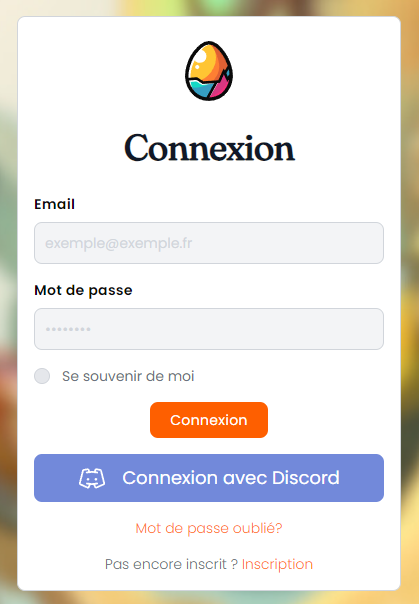 Connexion
Email
exemple@exemple.fr
Mot de passe
••••••••
Se souvenir de moi
Connexion
Connexion avec Discord
Mot de passe oublié?
Pas encore inscrit ? Inscription